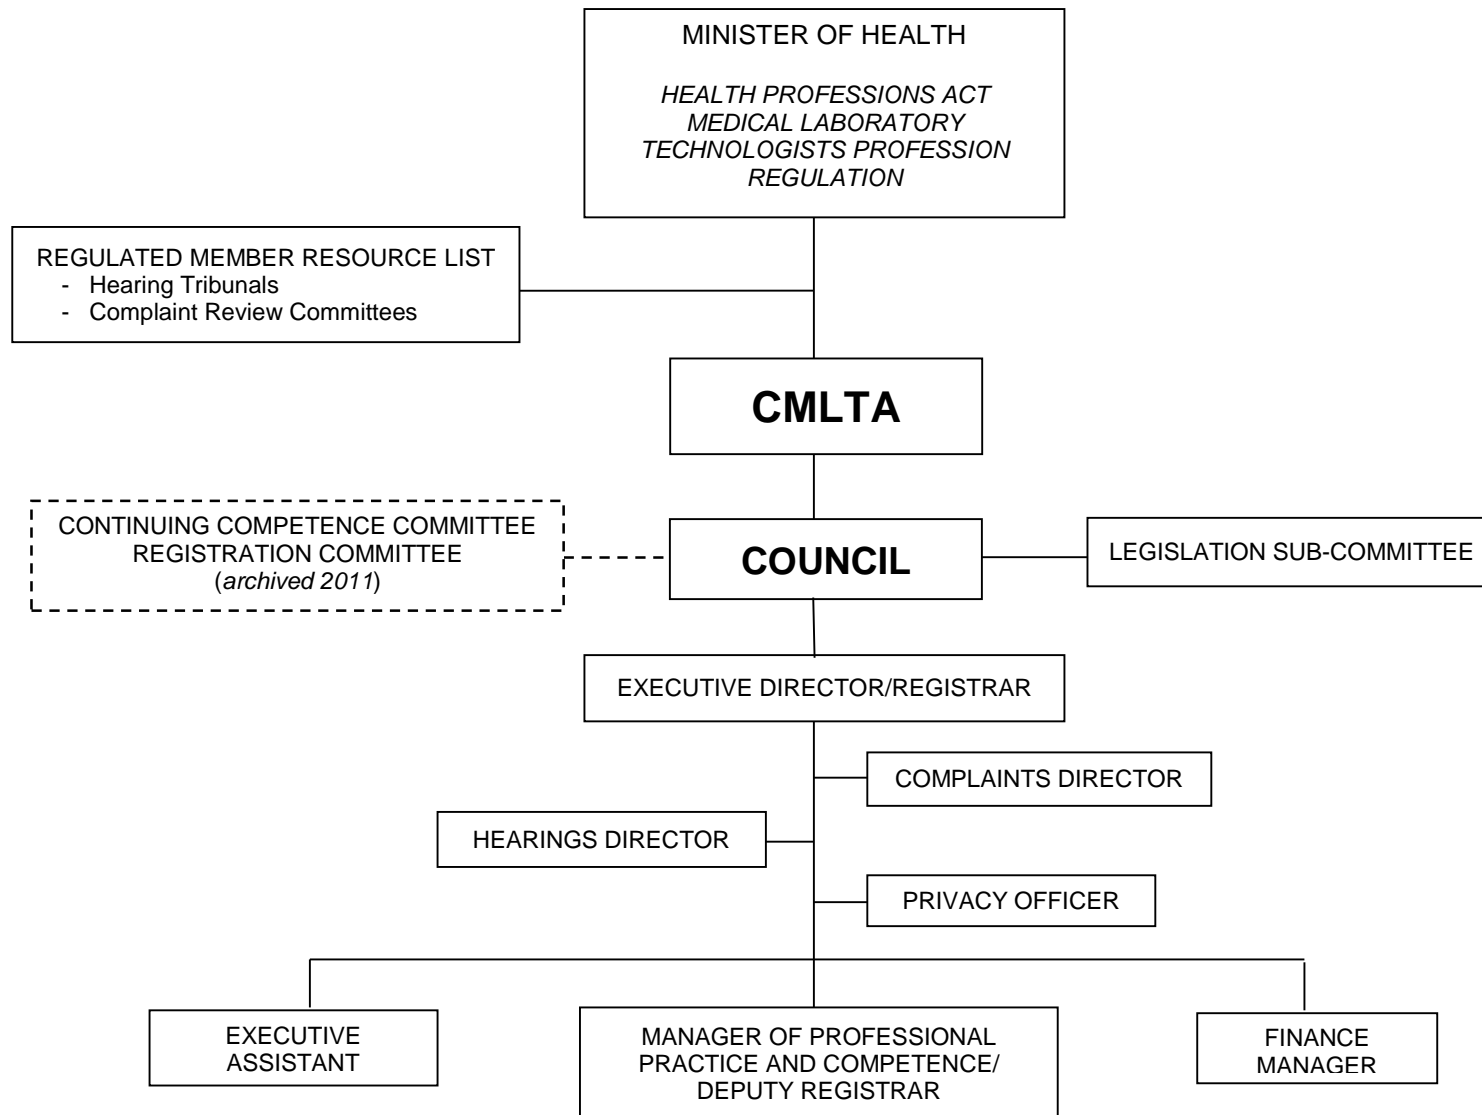 MINISTER OF HEALTH
HEALTH PROFESSIONS ACT
MEDICAL LABORATORY
TECHNOLOGISTS PROFESSION
REGULATION
REGULATED MEMBER RESOURCE LIST
- Hearing Tribunals
- Complaint Review Committees
CMLTA
CONTINUING COMPETENCE COMMITTEE
REGISTRATION COMMITTEE
(archived 2011)
COUNCIL
LEGISLATION SUB-COMMITTEE
EXECUTIVE DIRECTOR/REGISTRAR
COMPLAINTS DIRECTOR
HEARINGS DIRECTOR
PRIVACY OFFICER
EXECUTIVE
ASSISTANT
MANAGER OF PROFESSIONAL
PRACTICE AND COMPETENCE/
DEPUTY REGISTRAR
FINANCE
MANAGER